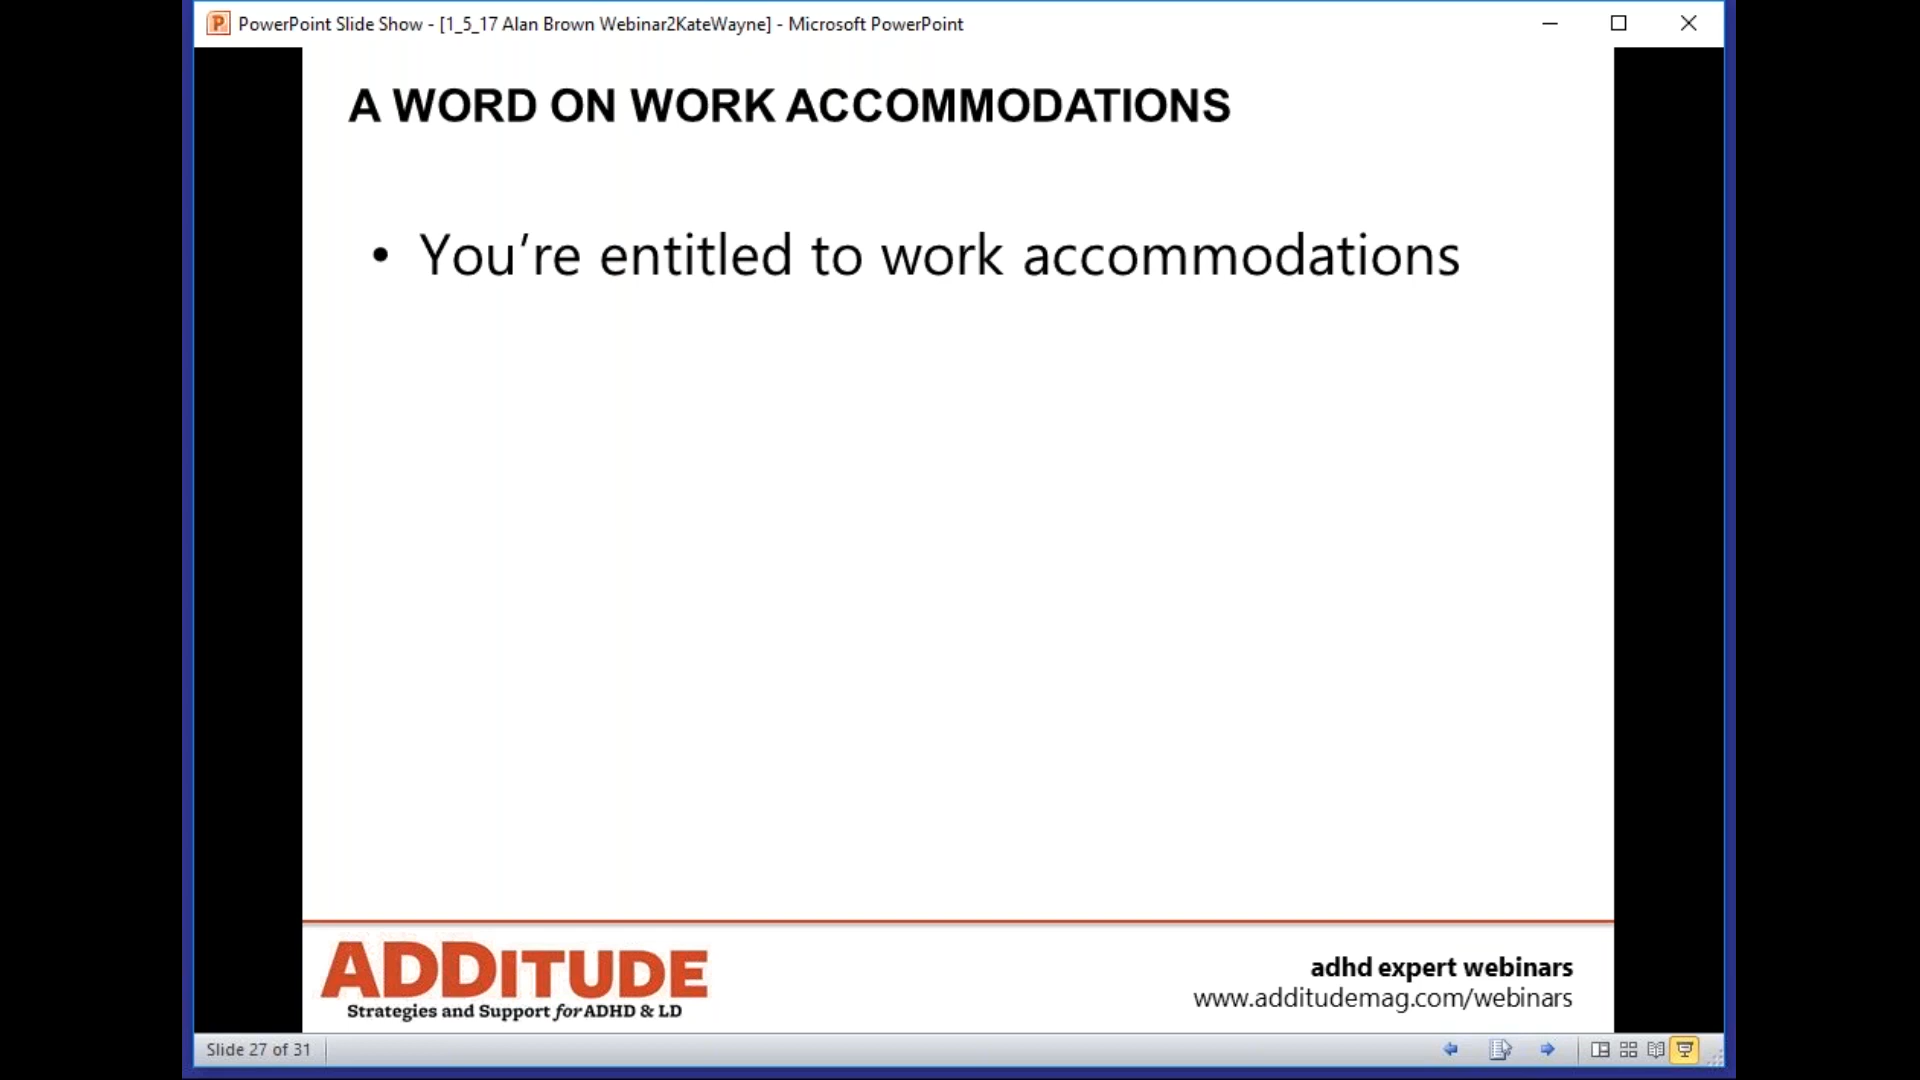 PowerPoint Slide Show - [1_5_17 Alan Brown Webinar2KateWayne] - Microsoft PowerPoint
A WORD ON WORK ACCOMMODATIONS
• You’re entitled to work accommodations
ADDITUDE
Strategies and Support for ADHD & LD
adhd expert webinars
www.additudemag.com/webinars
Slide 27 of 31